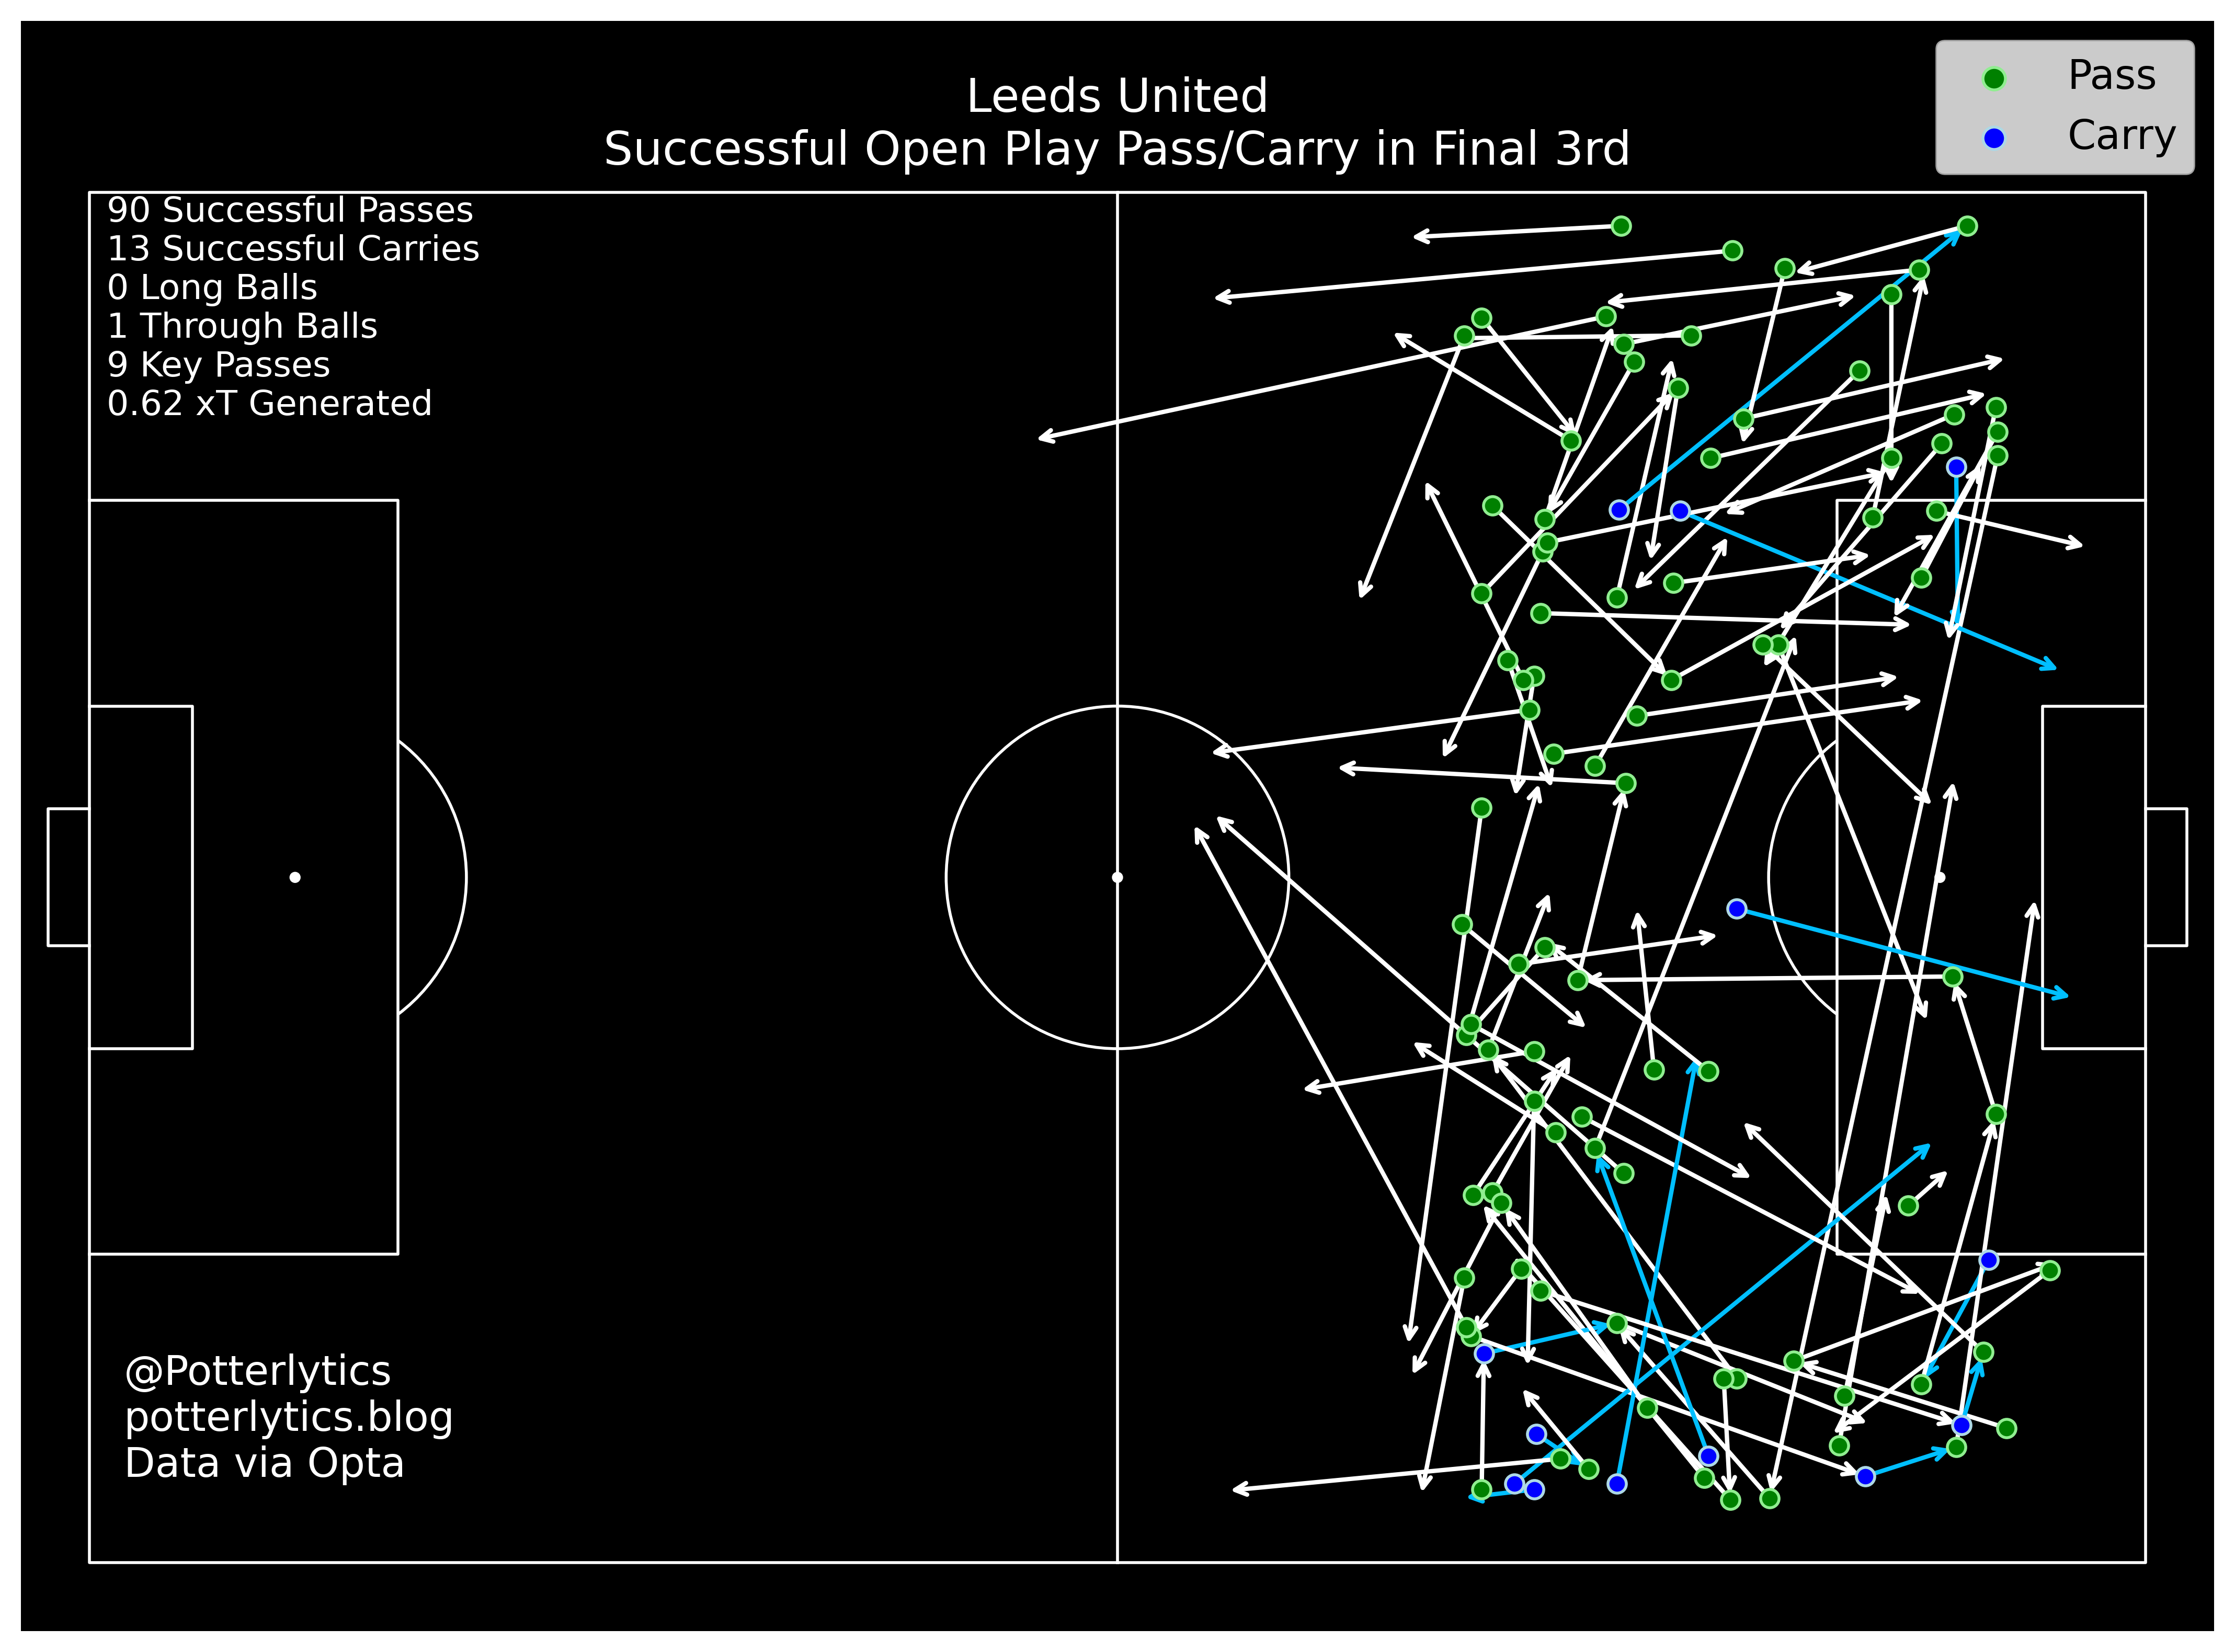 Leeds United
Successful Open Play Pass/Carry in Final 3rd
Pass
Carry
90 Successful Passes
13 Successful Carries
0 Long Balls
1 Through Balls
9 Key Passes
0.62 xT Generated
@Potterlytics
potterlytics.blog
Data via Opta